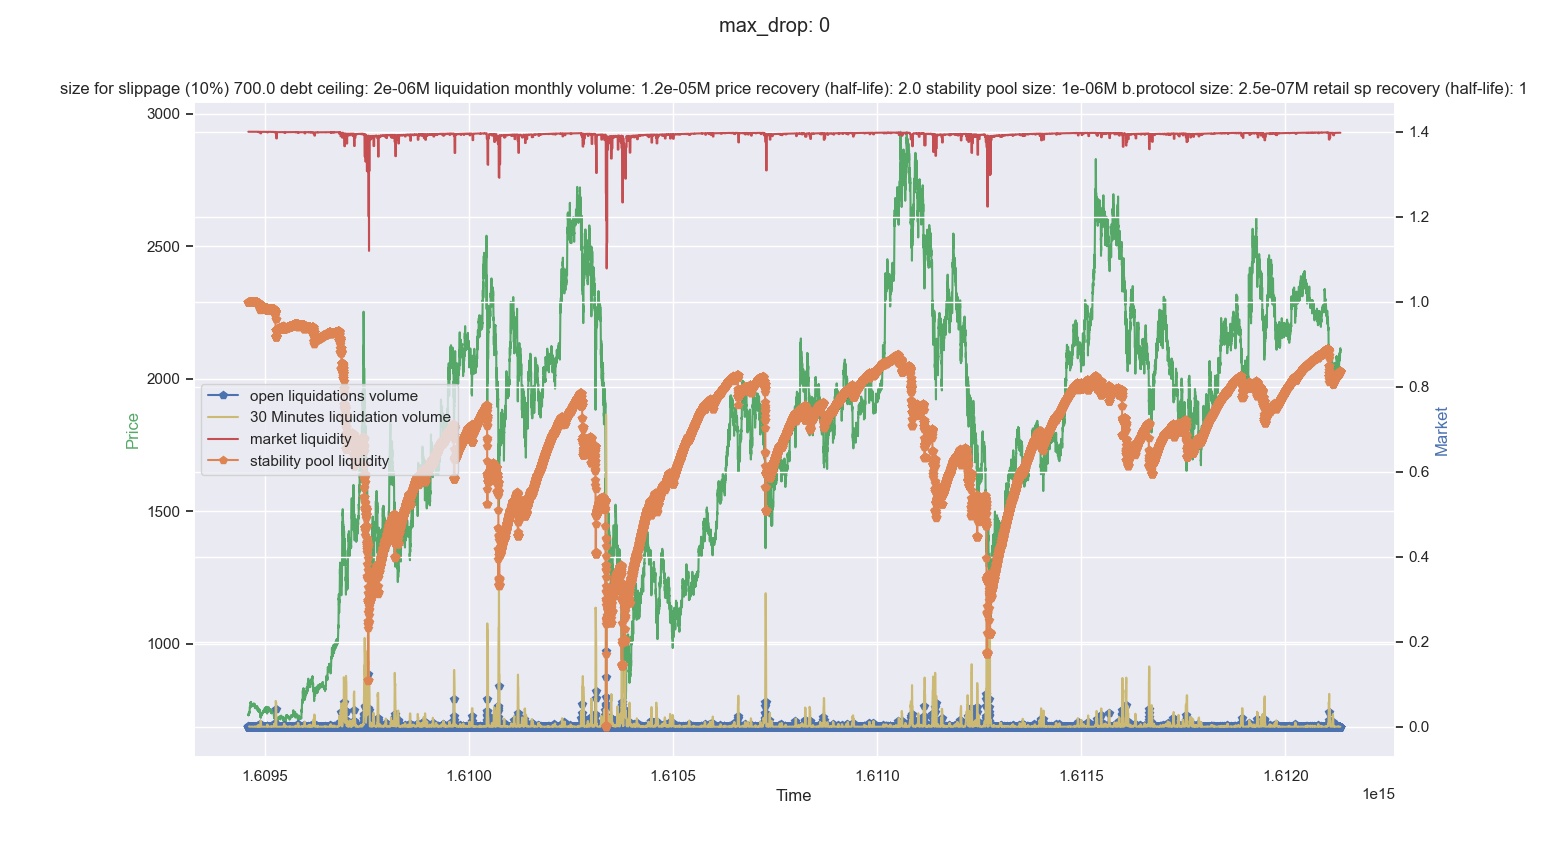 max_drop: 0
size for slippage (10%) 700.0 debt ceiling: 2e-06M liquidation monthly volume: 1.2e-05M price recovery (half-life): 2.0 stability pool size: 1e-06M b.protocol size: 2.5e-07M retail sp recovery (half-life): 1
3000
2500
2000
1500
1000
Price
1.4
1.2
1.0
0.8
0.6
0.4
0.2
0.0
Market
open liquidations volume
30 Minutes liquidation volume
market liquidity
stability pool liquidity
1.6095
1.6100
1.6105
1.6110
1.6115
1.6120
Time
1e15